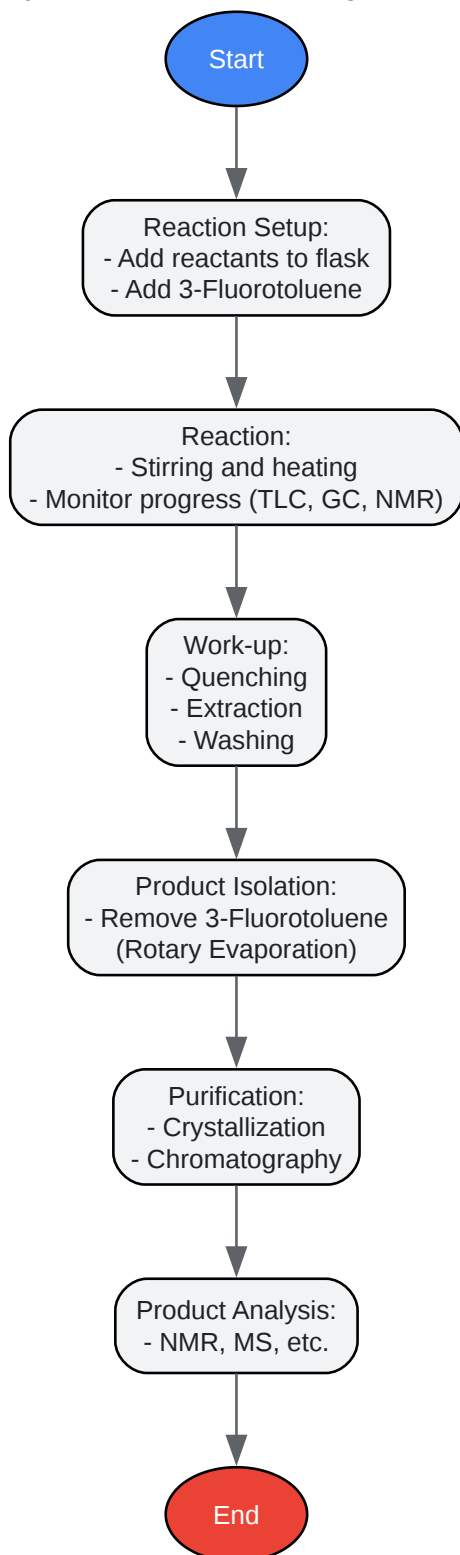 Start
Reaction Setup:
- Add reactants to flask
- Add 3-Fluorotoluene
Reaction:
- Stirring and heating
- Monitor progress (TLC, GC, NMR)
Work-up:
- Quenching
- Extraction
- Washing
Product Isolation:
- Remove 3-Fluorotoluene
(Rotary Evaporation)
Purification:
- Crystallization
- Chromatography
Product Analysis:
- NMR, MS, etc.
End